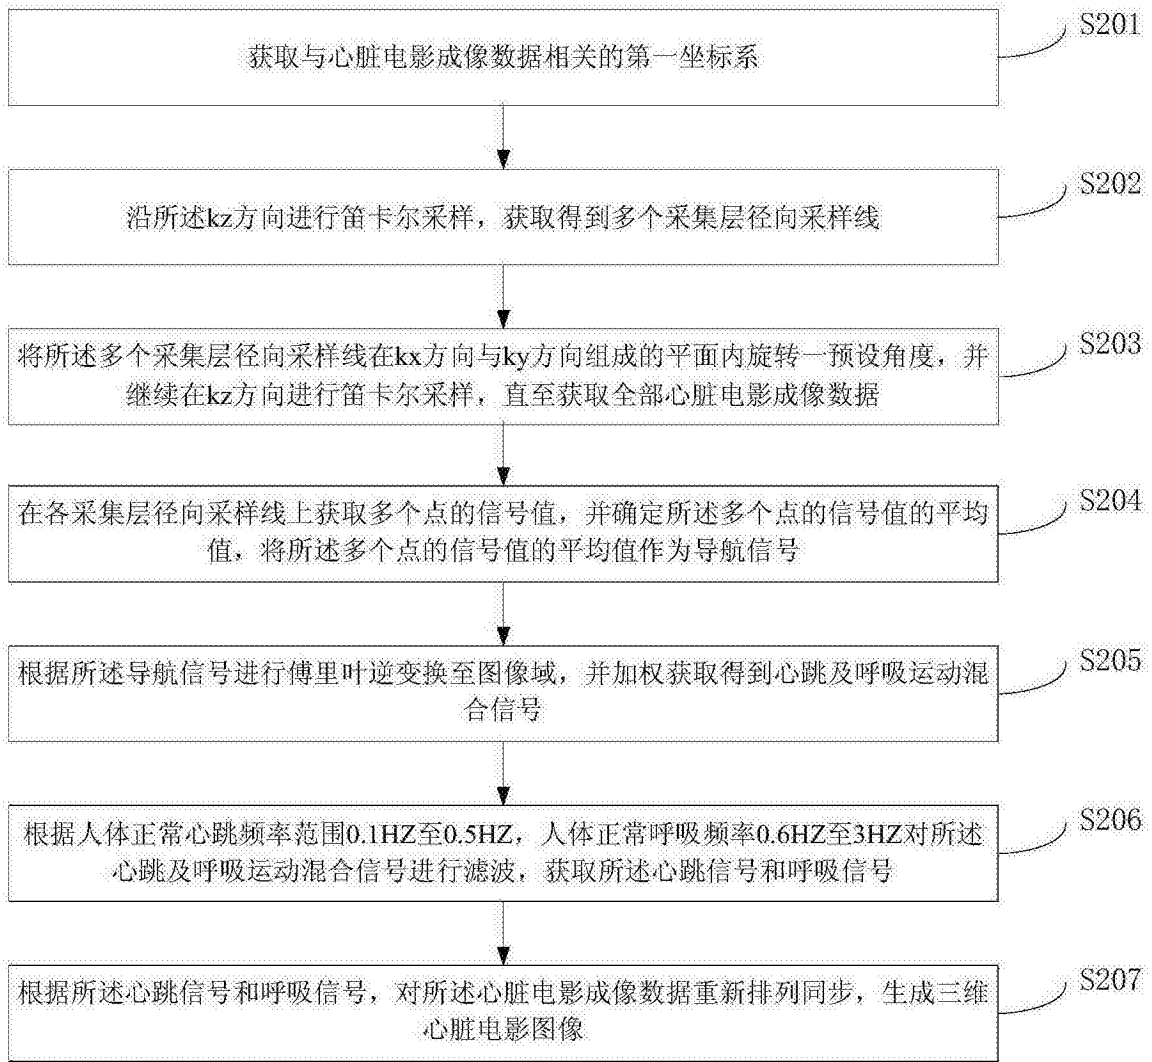 获取与心脏电影成像数据相关的第一坐标系
S201
沿所述kz方向进行笛卡尔采样，获取得到多个采集层径向采样线
S202
将所述多个采集层径向采样线在kx方向与ky方向组成的平面内旋转一预设角度，并
继续在kz方向进行笛卡尔采样，直至获取全部心脏电影成像数据
S203
在各采集层径向采样线上获取多个点的信号值，并确定所述多个点的信号值的平均
值，将所述多个点的信号值的平均值作为导航信号
S204
根据所述导航信号进行傅里叶逆变换至图像域，并加权获取得到心跳及呼吸运动混
合信号
S205
根据人体正常心跳频率范围0.1HZ至0.5HZ，人体正常呼吸频率0.6HZ至3HZ对所述
心跳及呼吸运动混合信号进行滤波，获取所述心跳信号和呼吸信号
S206
根据所述心跳信号和呼吸信号，对所述心脏电影成像数据重新排列同步，生成三维
心脏电影图像
S207